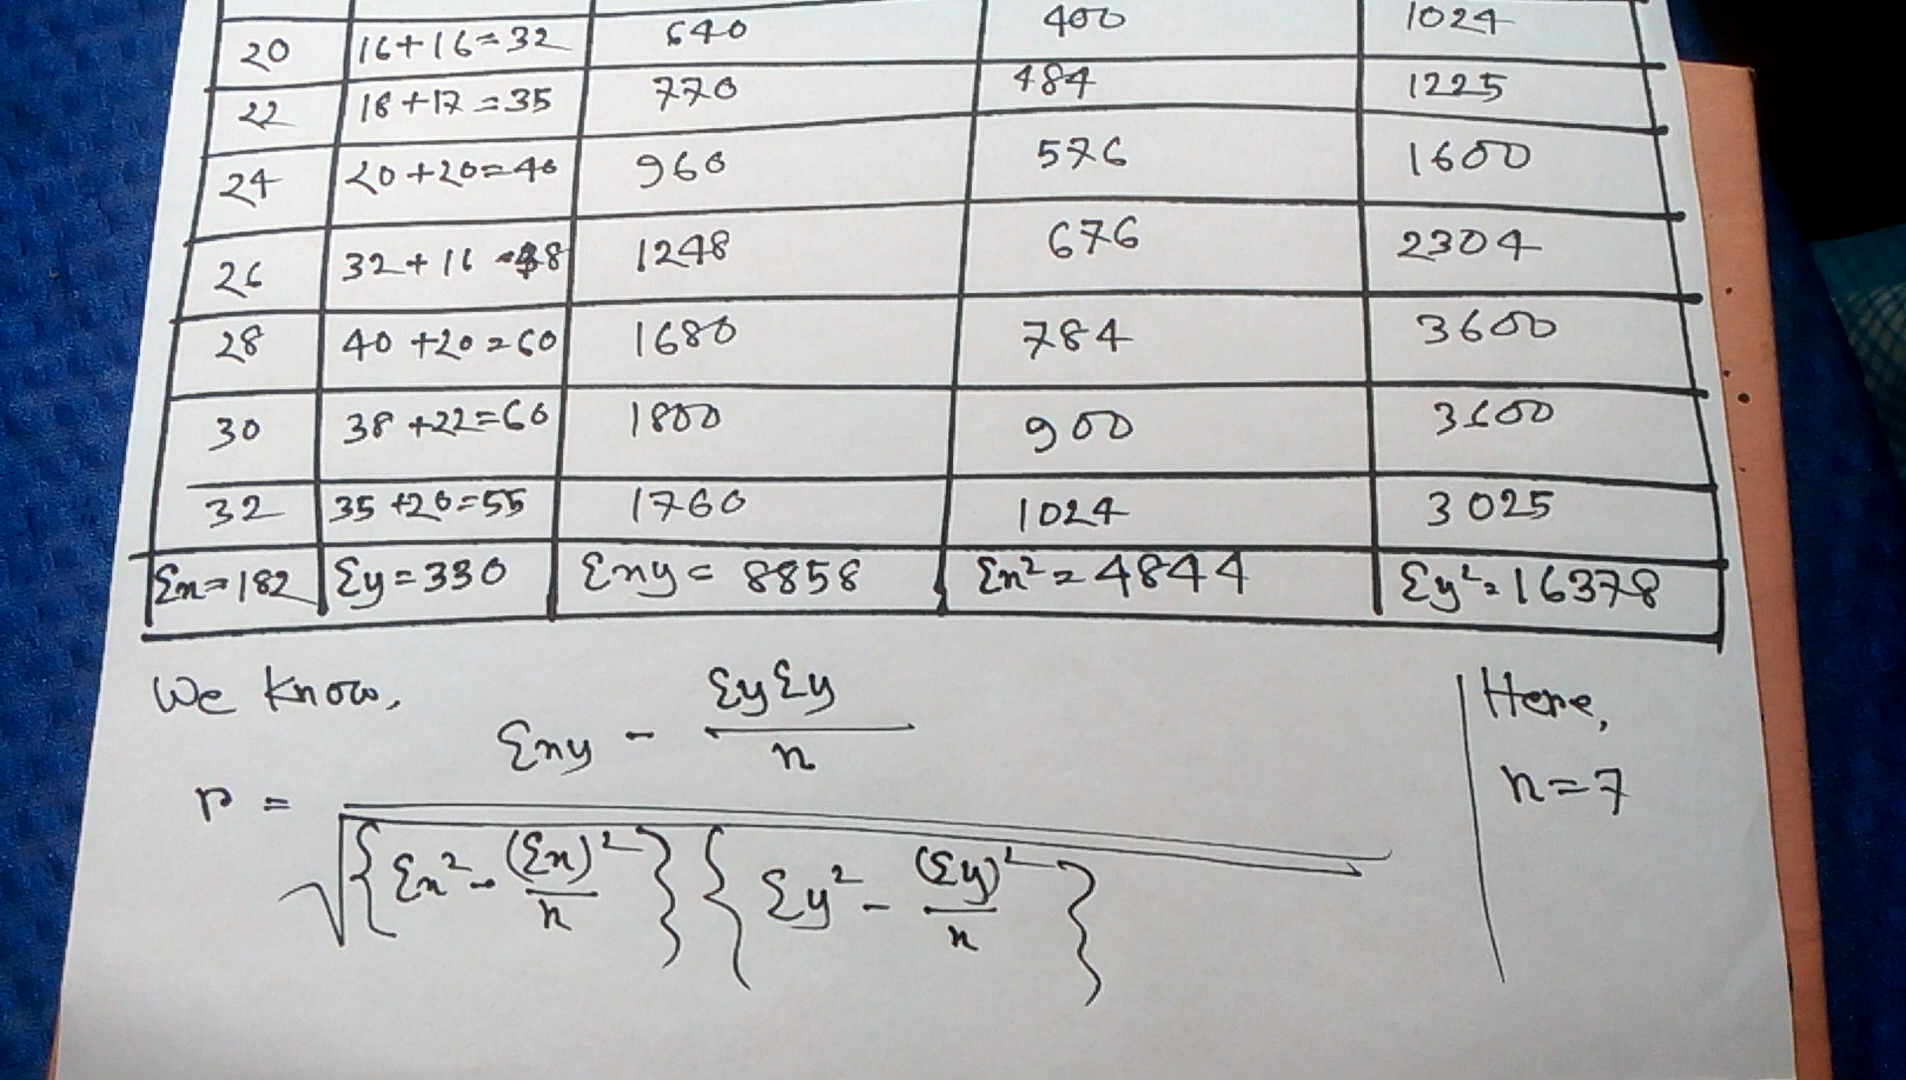 20 16+16=32 640 400 1024
22 18+17=35 770 484 1225
24 20+20=40 960 576 1600
26 32+16=48 1248 676 2304
28 40+20=60 1680 784 3600
30 38+22=60 1800 900 3600
32 35+20=55 1760 1024 3025
Σx=182 Σy=330 Σxy=8858 Σx²=4844 Σy²=16378
We know,
r = (Σxy - ΣyΣy/n) / √{Σx² - (Σx)²/n}{Σy² - (Σy)²/n}
Here,
n=7